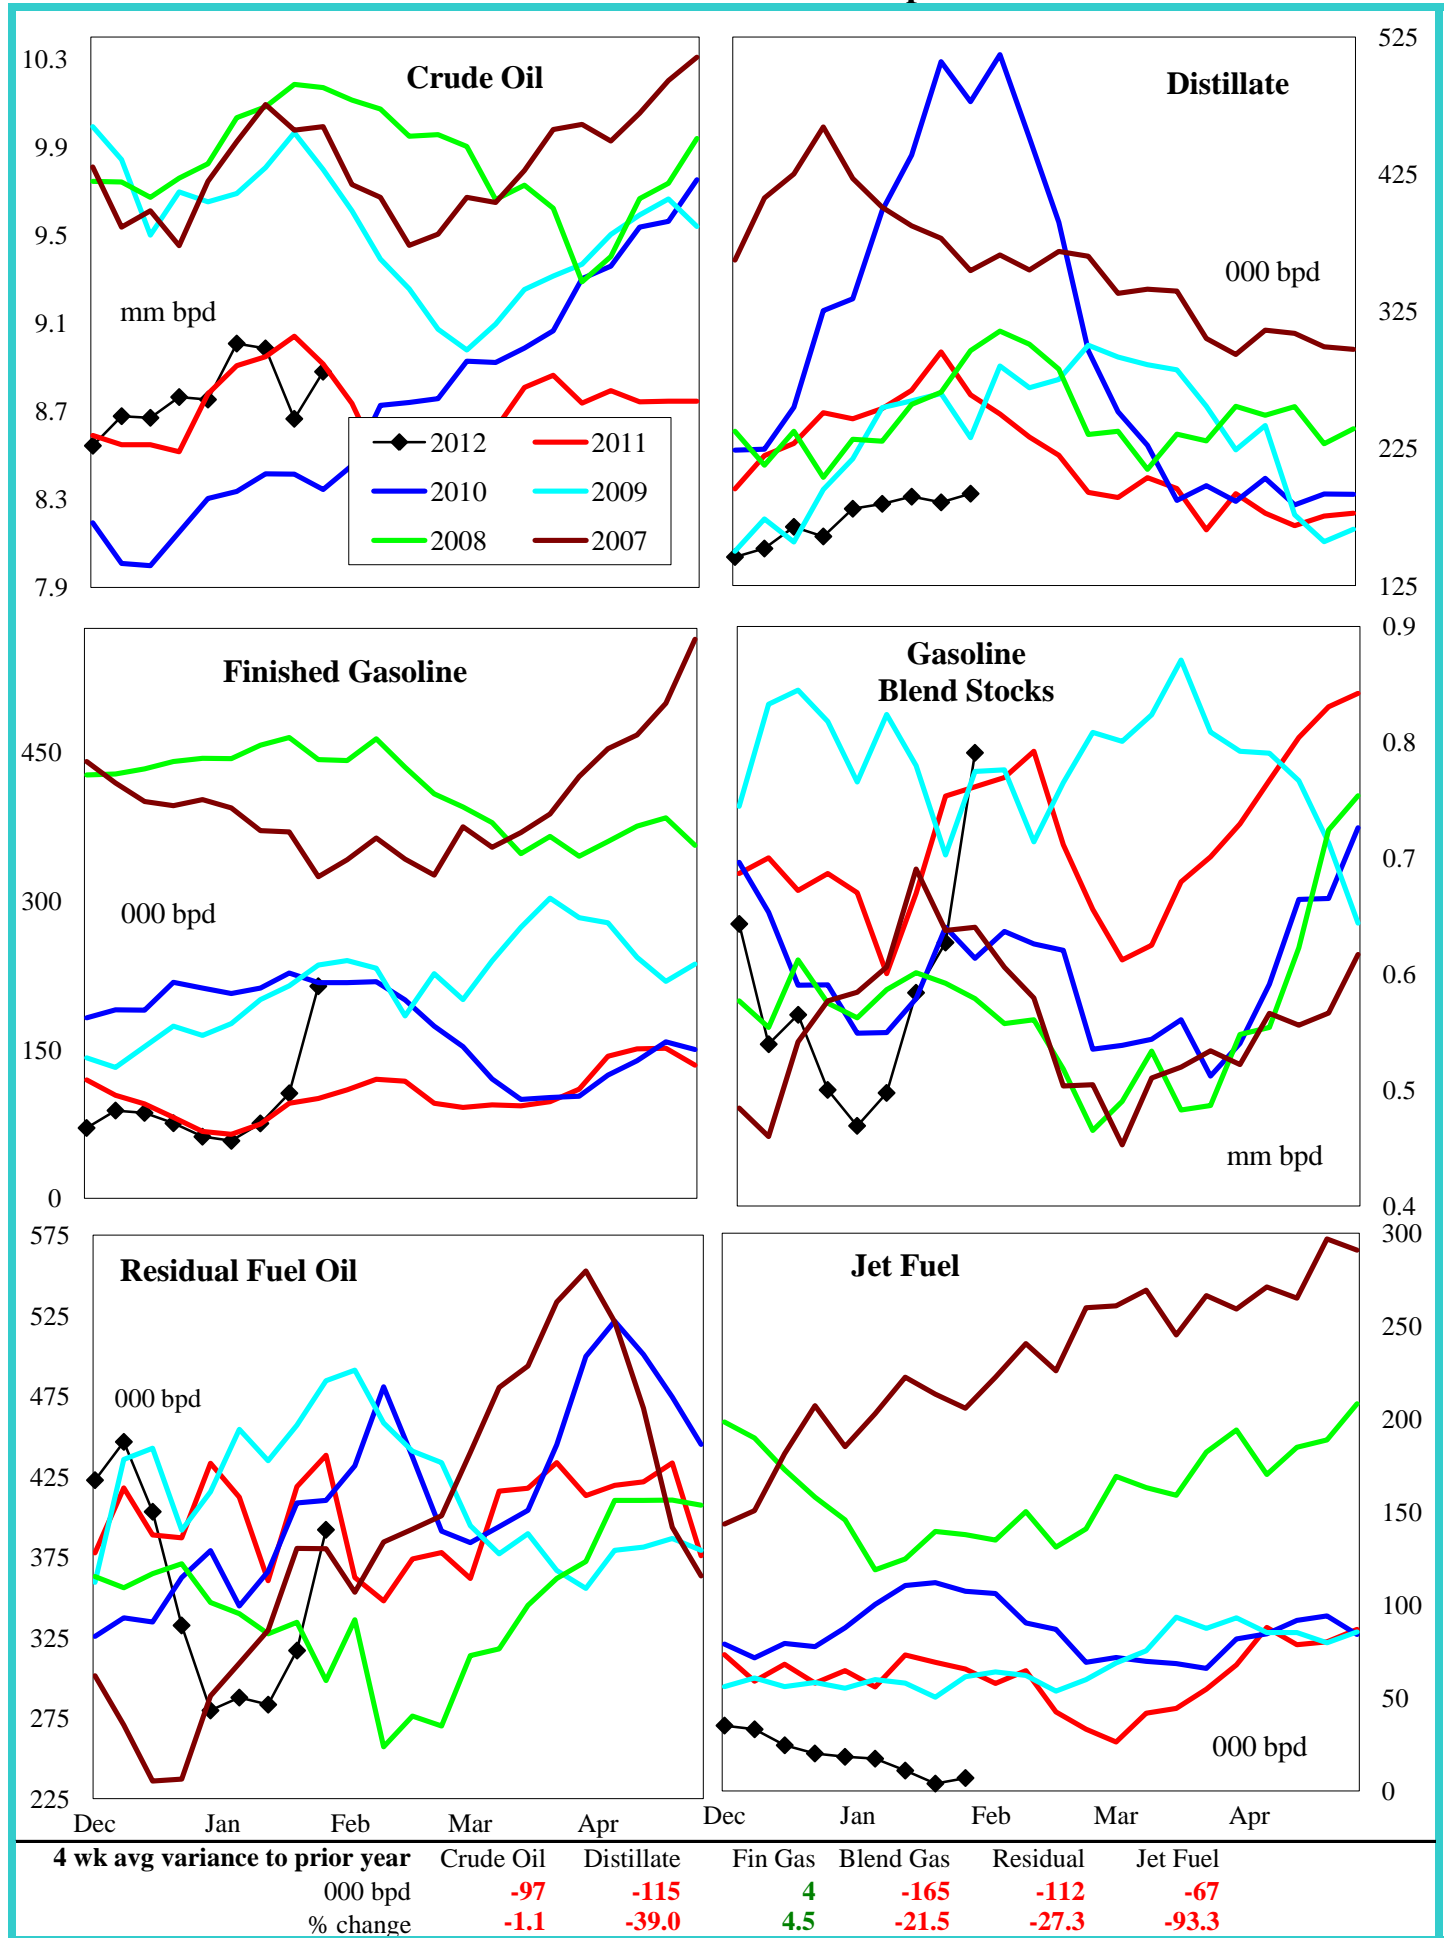 Crude Oil
10.3
9.9
9.5
9.1
8.7
8.3
7.9
mm bpd
2012
2011
2010
2009
2008
2007
Distillate
000 bpd
525
425
325
225
125
Finished Gasoline
450
300
150
0
000 bpd
Gasoline
Blend Stocks
0.9
0.8
0.7
0.6
0.5
0.4
mm bpd
Residual Fuel Oil
575
525
475
425
375
325
275
225
000 bpd
Dec Jan Feb Mar Apr
Jet Fuel
300
250
200
150
100
50
0
000 bpd
Dec Jan Feb Mar Apr
4 wk avg variance to prior year Crude Oil Distillate Fin Gas Blend Gas Residual Jet Fuel
000 bpd -97 -115 4 -165 -112 -67
% change -1.1 -39.0 4.5 -21.5 -27.3 -93.3